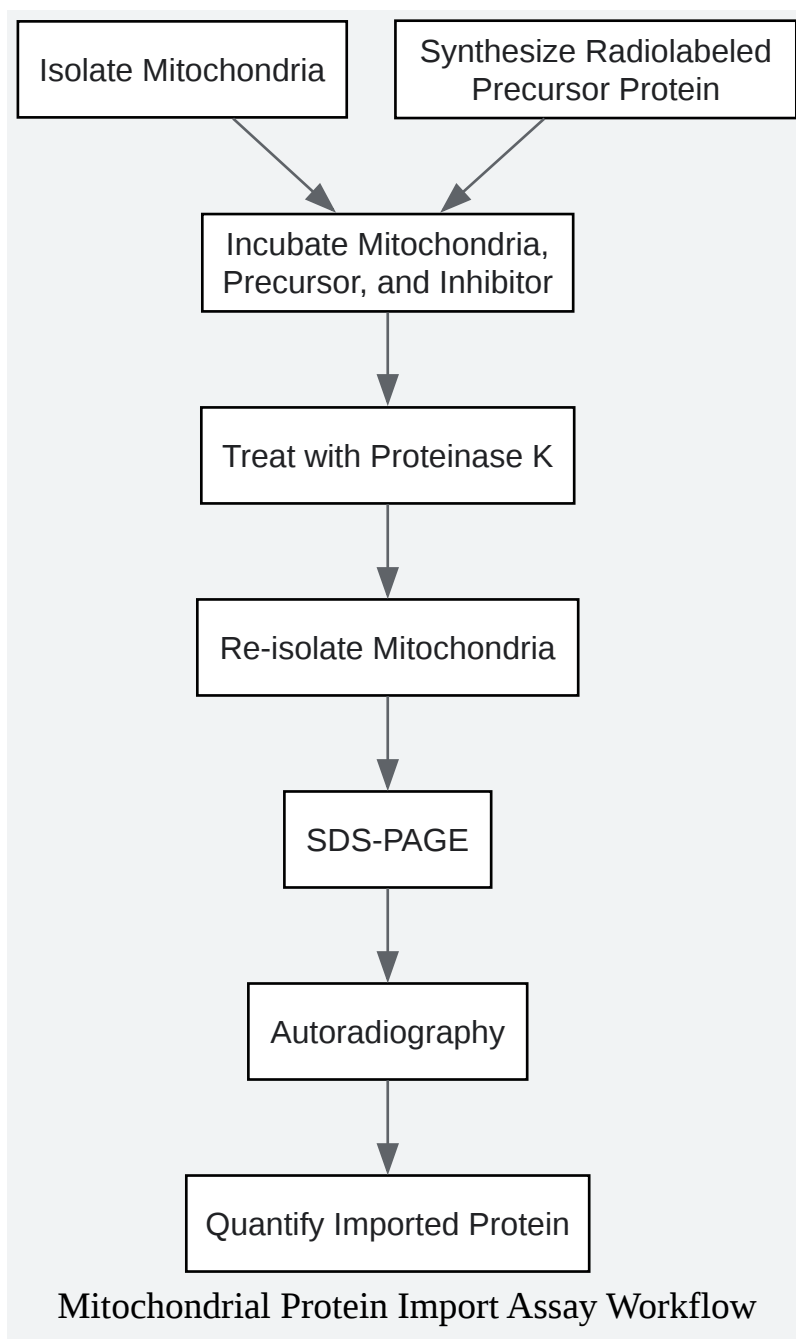 Isolate Mitochondria
Synthesize Radiolabeled
Precursor Protein
Incubate Mitochondria,
Precursor, and Inhibitor
Treat with Proteinase K
Re-isolate Mitochondria
SDS-PAGE
Autoradiography
Quantify Imported Protein
Mitochondrial Protein Import Assay Workflow